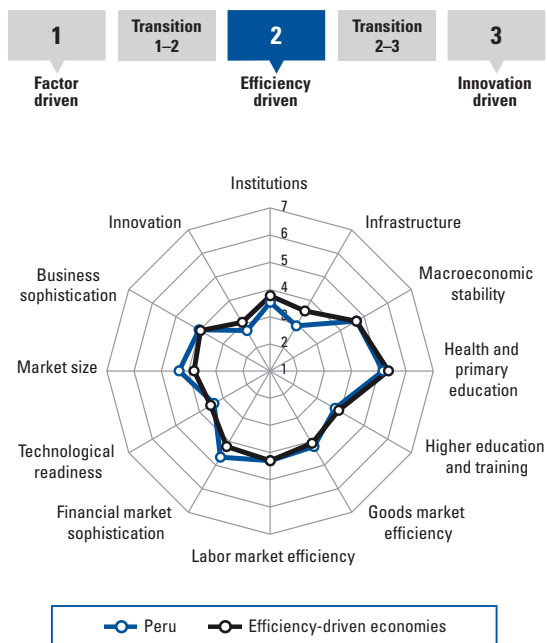 1
Transition
1–2
2
Transition
2–3
3
Factor
driven
Efficiency
driven
Innovation
driven
Institutions
7
6
5
4
3
2
1
Infrastructure
Macroeconomic
stability
Health and
primary
education
Higher education
and training
Goods market
efficiency
Labor market efficiency
Financial market
sophistication
Technological
readiness
Market size
Business
sophistication
Innovation
Peru
Efficiency-driven economies